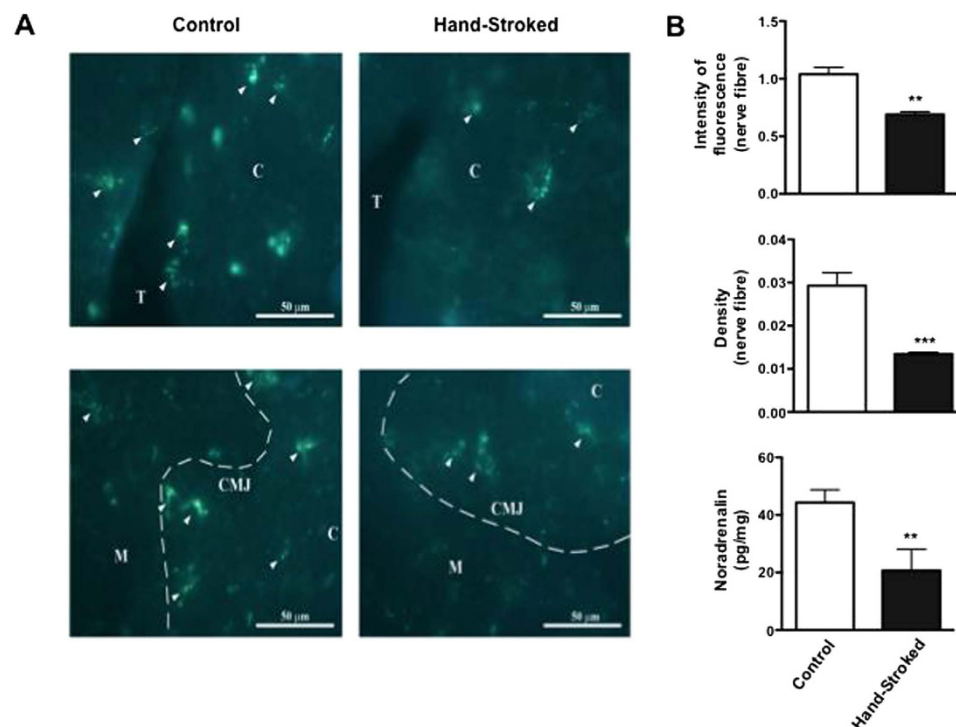 A
Control
Hand-Stroked
C
T
50 µm
C
T
50 µm
CMJ
C
M
50 µm
C
CMJ
M
50 µm
B
Intensity of
fluorescence
(nerve fibre)
1.5
1.0
0.5
0.0
**
Density
(nerve fibre)
0.04
0.03
0.02
0.01
0.00
***
Noradrenalin
(pg/mg)
60
40
20
0
**
Control
Hand-Stroked